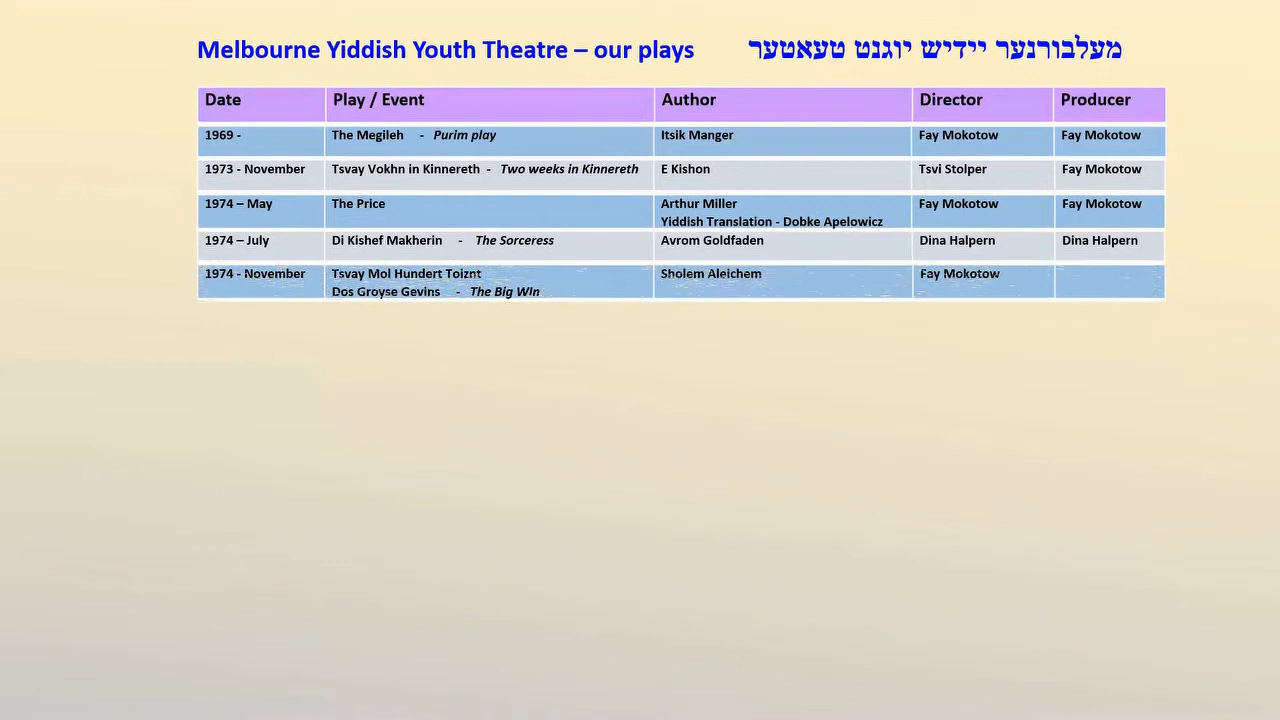 Melbourne Yiddish Youth Theatre – our plays מעלבורנער יידיש יוגנט טעאטער
Date Play / Event Author Director Producer
1969 - The Megileh - Purim play Itsik Manger Fay Mokotow Fay Mokotow
1973 - November Tsvay Vokhn in Kinnereth - Two weeks in Kinnereth E Kishon Tsvi Stolper Fay Mokotow
1974 – May The Price Arthur Miller Fay Mokotow Fay Mokotow
Yiddish Translation - Dobke Apelowicz
1974 – July Di Kishef Makherin - The Sorceress Avrom Goldfaden Dina Halpern Dina Halpern
1974 - November Tsvay Mol Hundert Toiznt Sholem Aleichem Fay Mokotow
Dos Groyse Gevins - The Big WIn